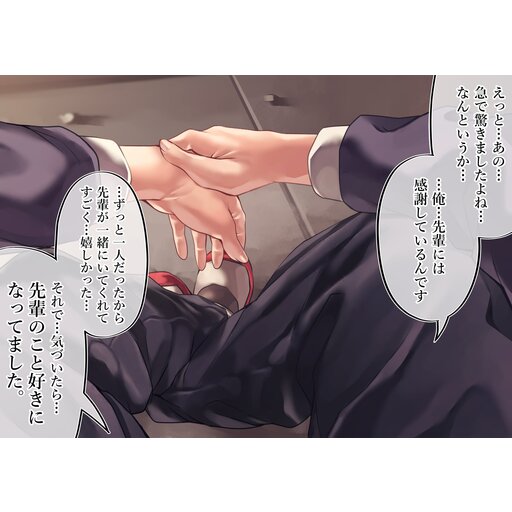 えっと…あの…
急で驚きましたよね…
なんというか…
…俺…先輩には
感謝しているんです
…ずっと一人だったから
先輩が一緒にいてくれて
すごく…嬉しかった…
それで…気づいたら…
先輩のこと好きに
なってました。